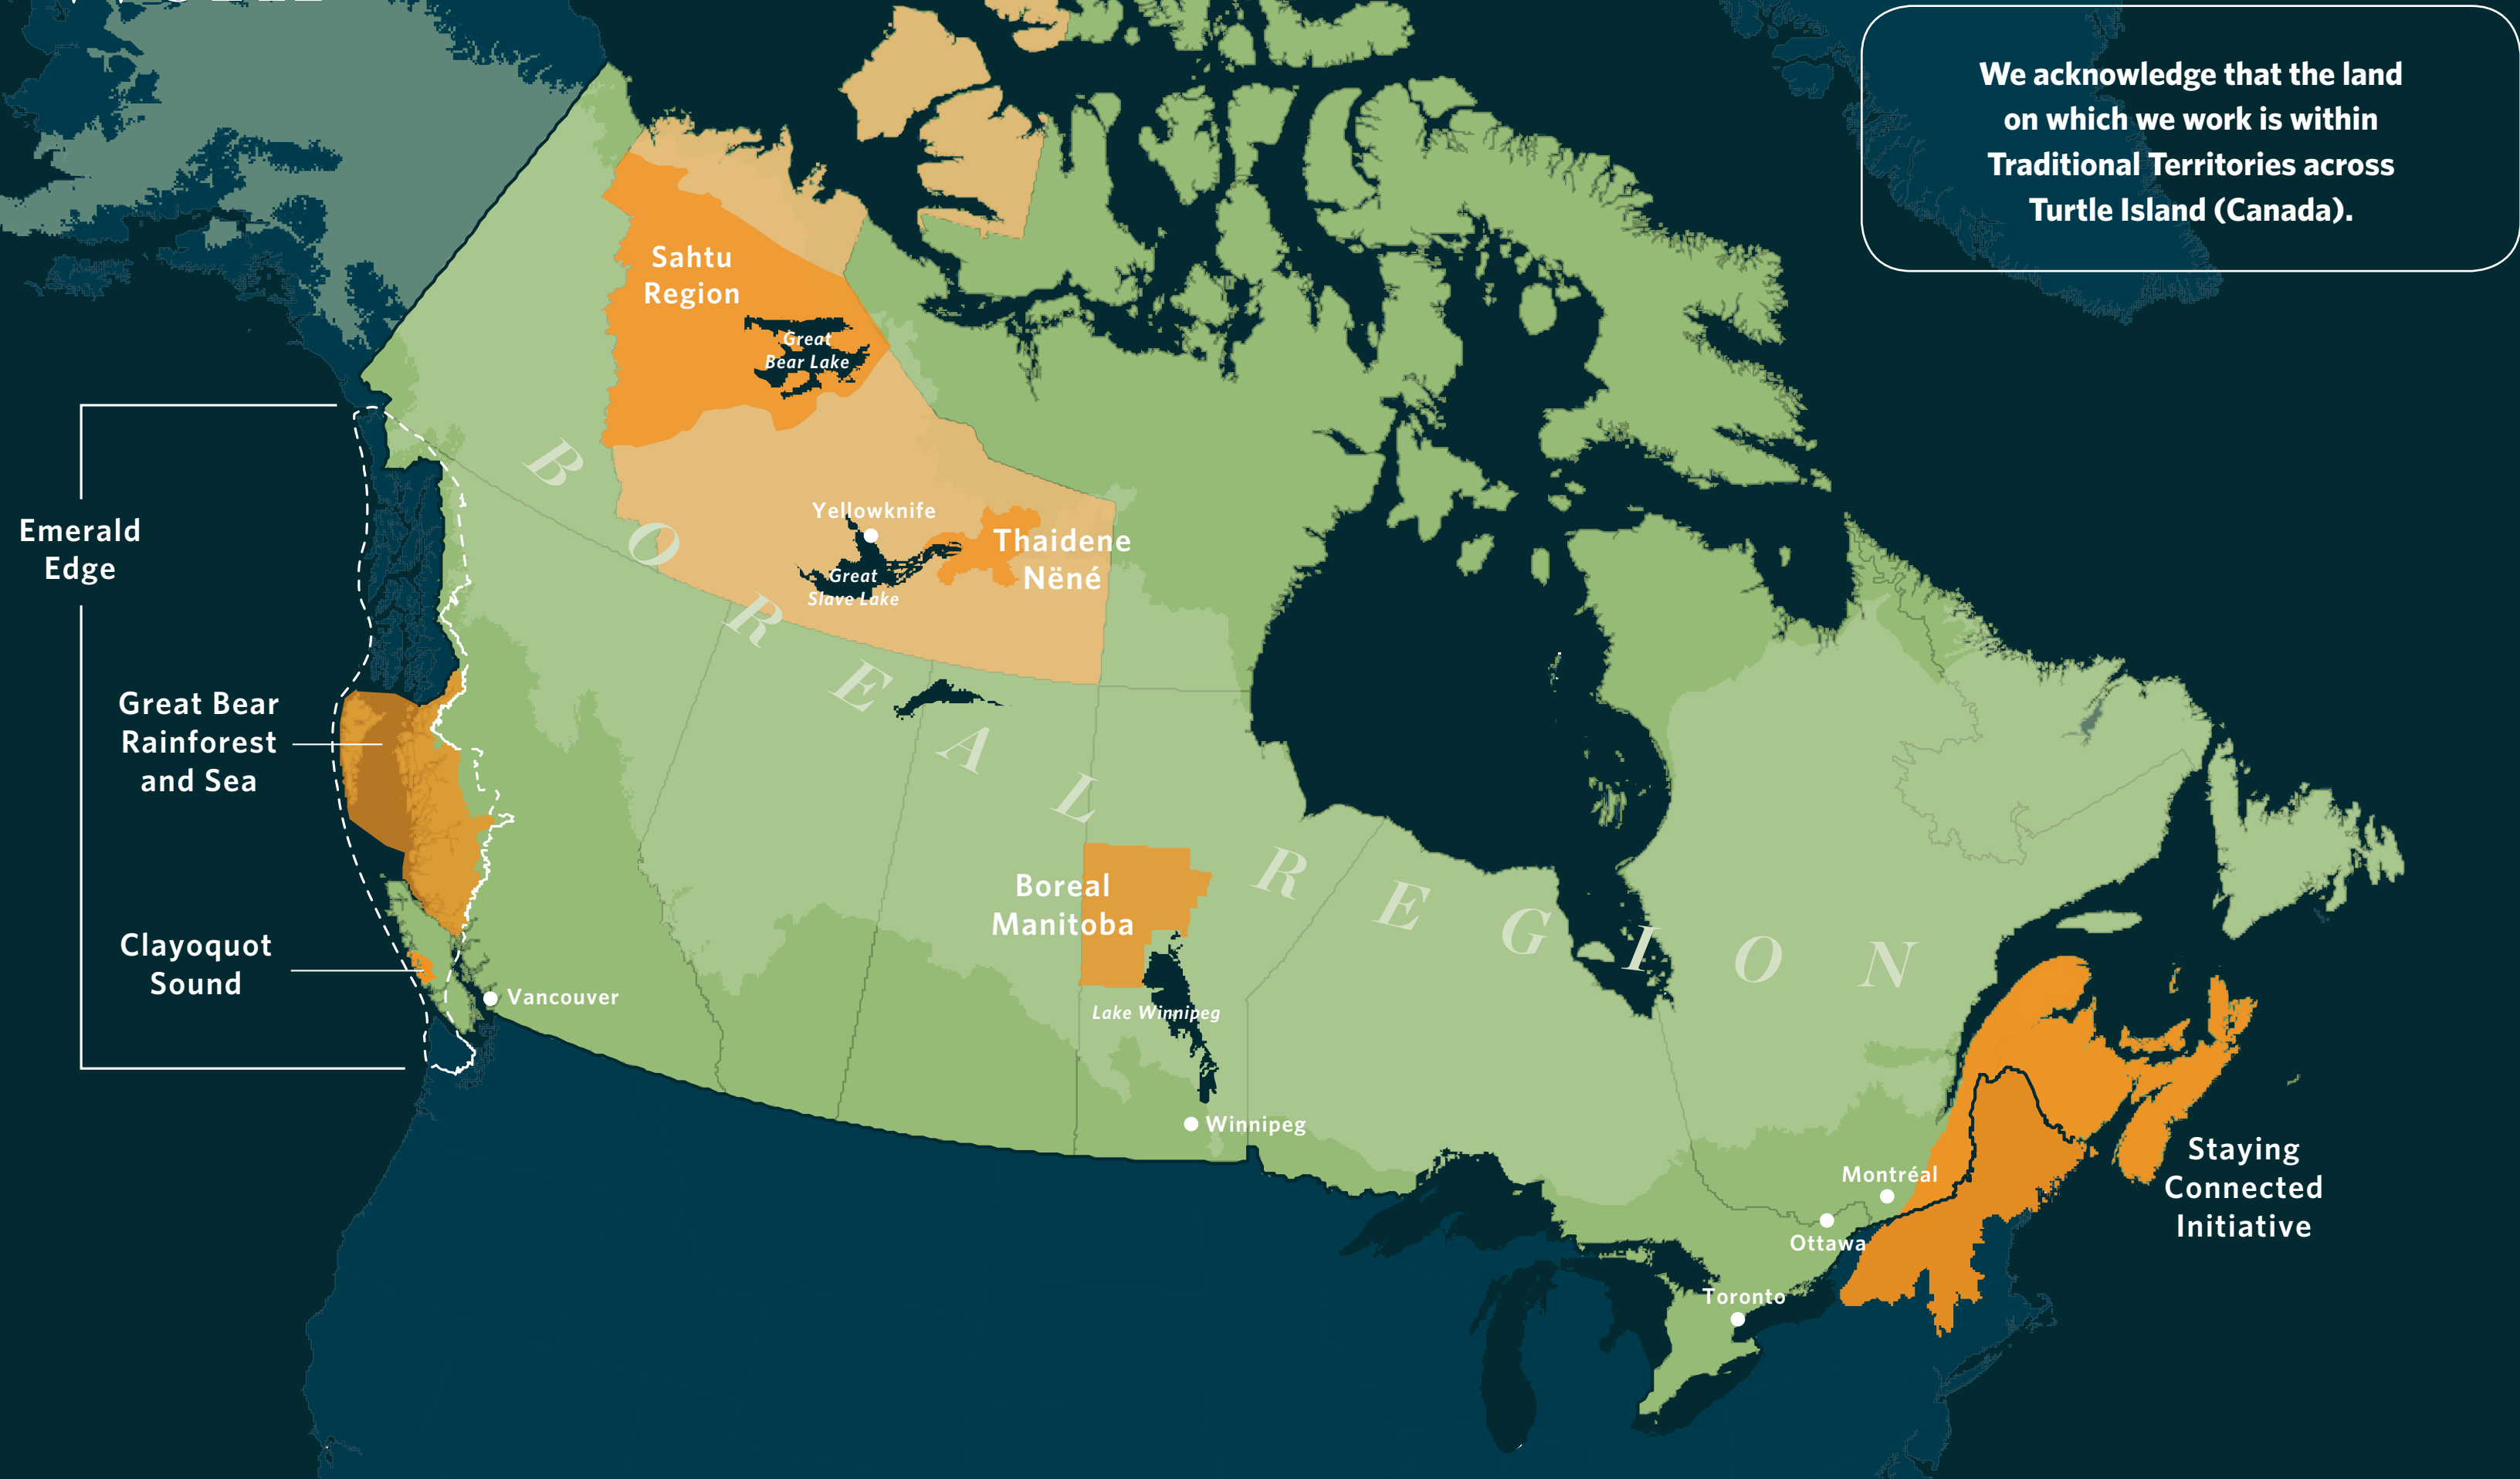 We acknowledge that the land
on which we work is within
Traditional Territories across
Turtle Island (Canada).
Sahtu
Region
Great
Bear Lake
Emerald
Edge
Yellowknife
Thaidene
Nëné
Great
Slave Lake
BOREAL REGION
Great Bear
Rainforest
and Sea
Boreal
Manitoba
Clayoquot
Sound
Vancouver
Lake Winnipeg
Winnipeg
Staying
Connected
Initiative
Montréal
Ottawa
Toronto